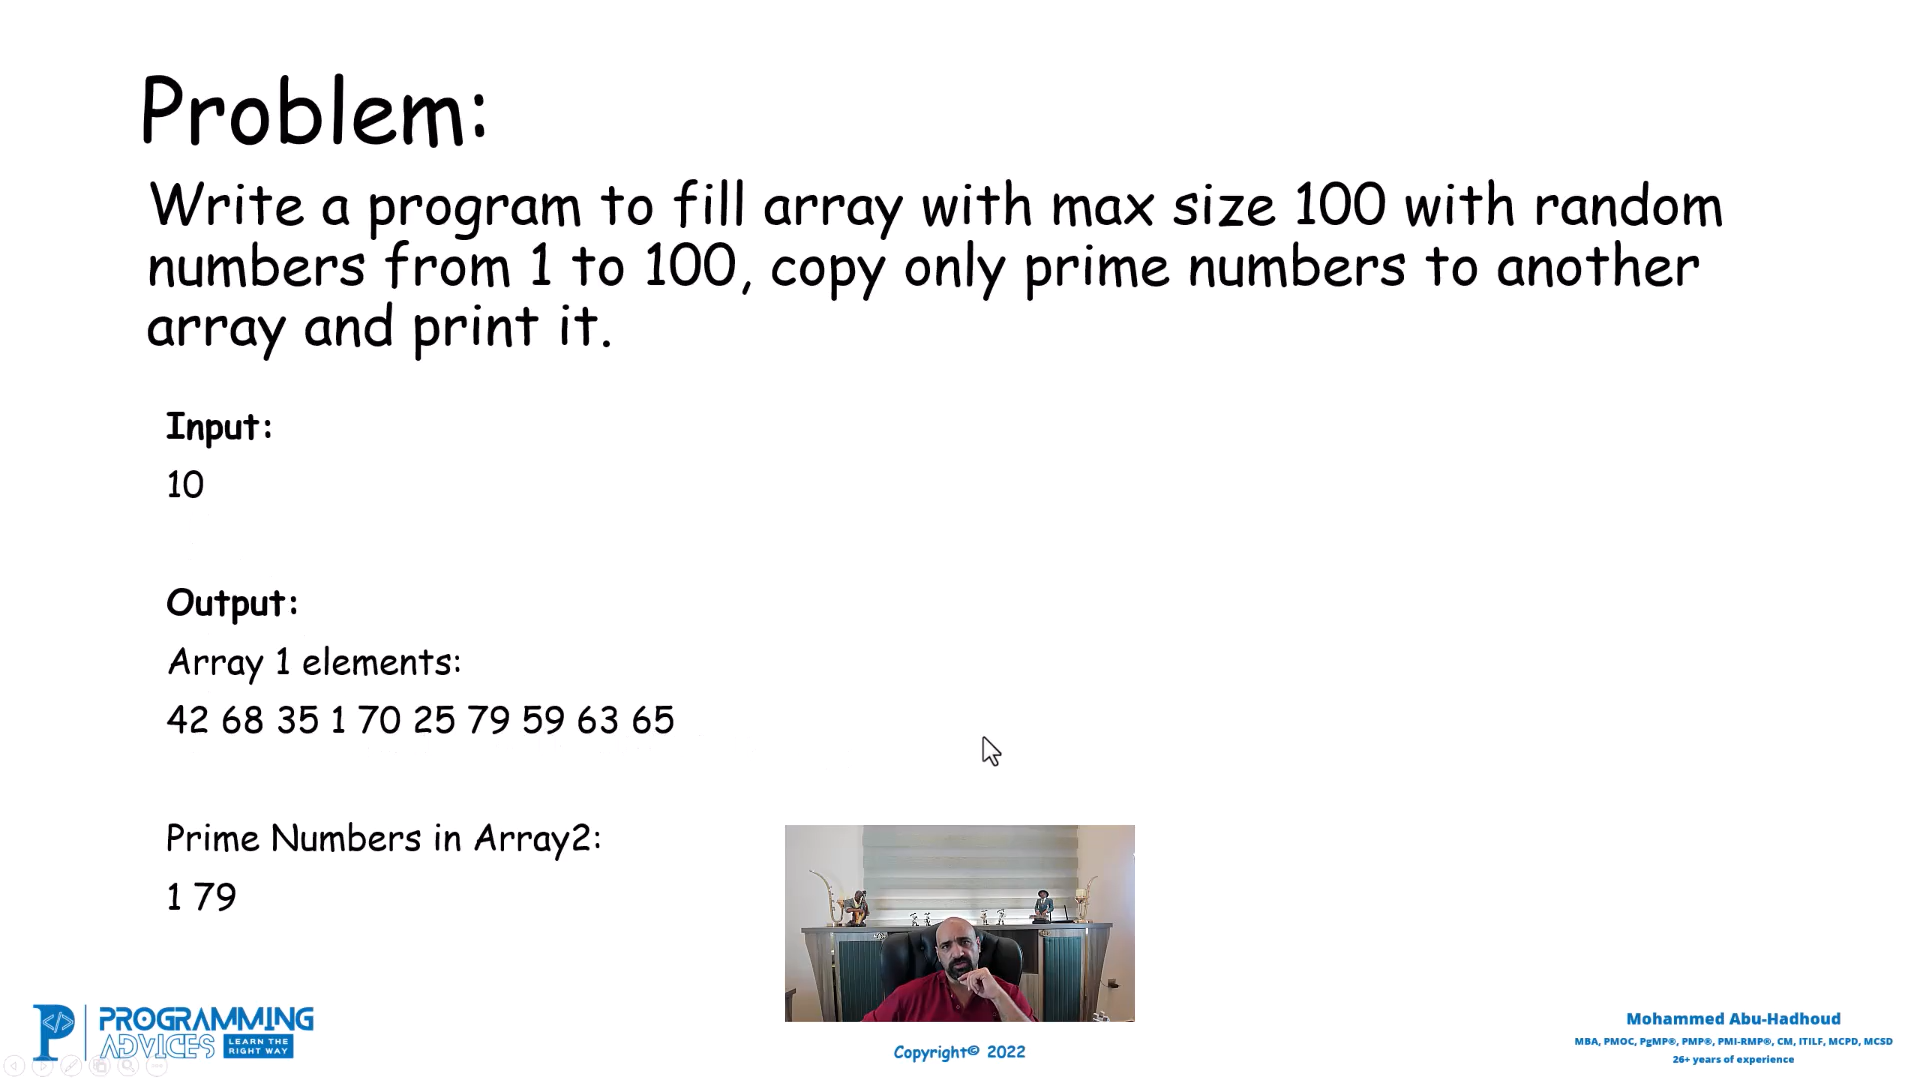 Problem:
Write a program to fill array with max size 100 with random
numbers from 1 to 100, copy only prime numbers to another
array and print it.
Input:
10
Output:
Array 1 elements:
42 68 35 1 70 25 79 59 63 65
Prime Numbers in Array2:
1 79
PROGRAMMING
ADVICES
LEARN THE
RIGHT WAY
Copyright© 2022
Mohammed Abu-Hadhoud
MBA, PMOC, PgMP®, PMP®, PMI-RMP®, CM, ITILF, MCPD, MCSD
26+ years of experience